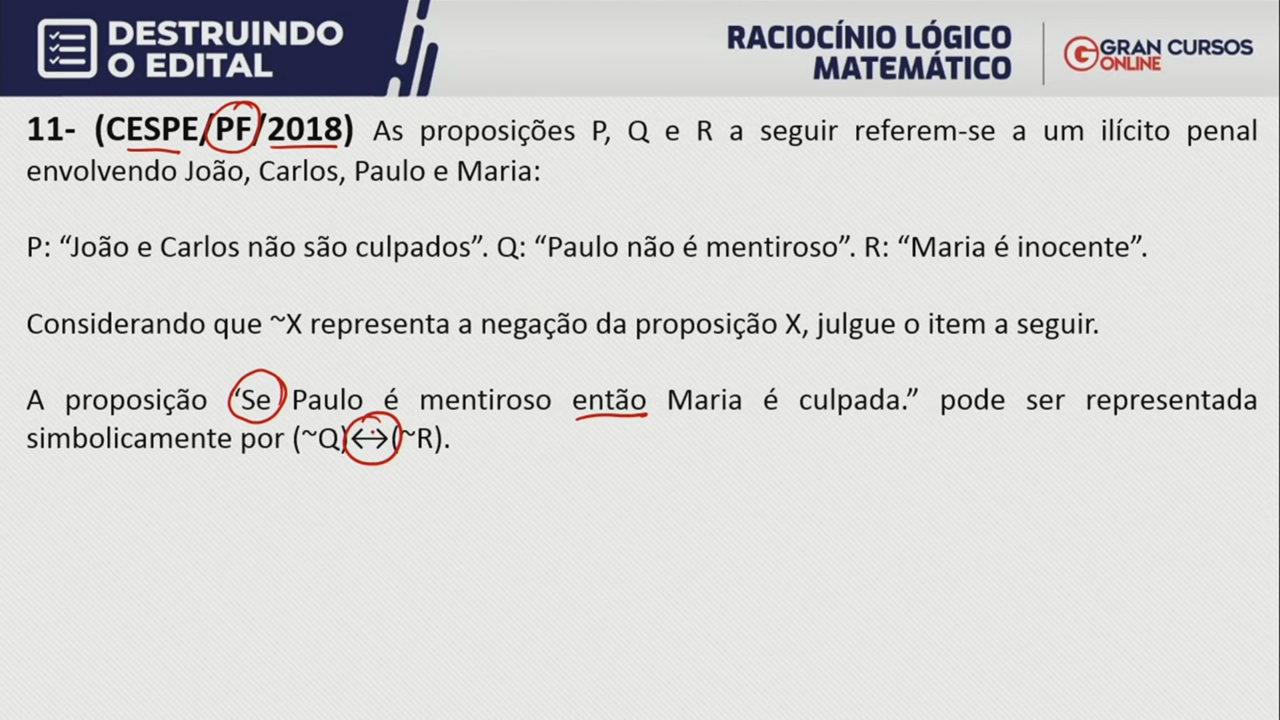 DESTRUINDO
O EDITAL
RACIOCÍNIO LÓGICO
MATEMÁTICO
G GRAN CURSOS
ONLINE
11- (CESPE/PF/2018) As proposições P, Q e R a seguir referem-se a um ilícito penal
envolvendo João, Carlos, Paulo e Maria:
P: “João e Carlos não são culpados”. Q: “Paulo não é mentiroso”. R: “Maria é inocente”.
Considerando que ~X representa a negação da proposição X, julgue o item a seguir.
A proposição “Se Paulo é mentiroso então Maria é culpada.” pode ser representada
simbolicamente por (~Q)↔(~R).